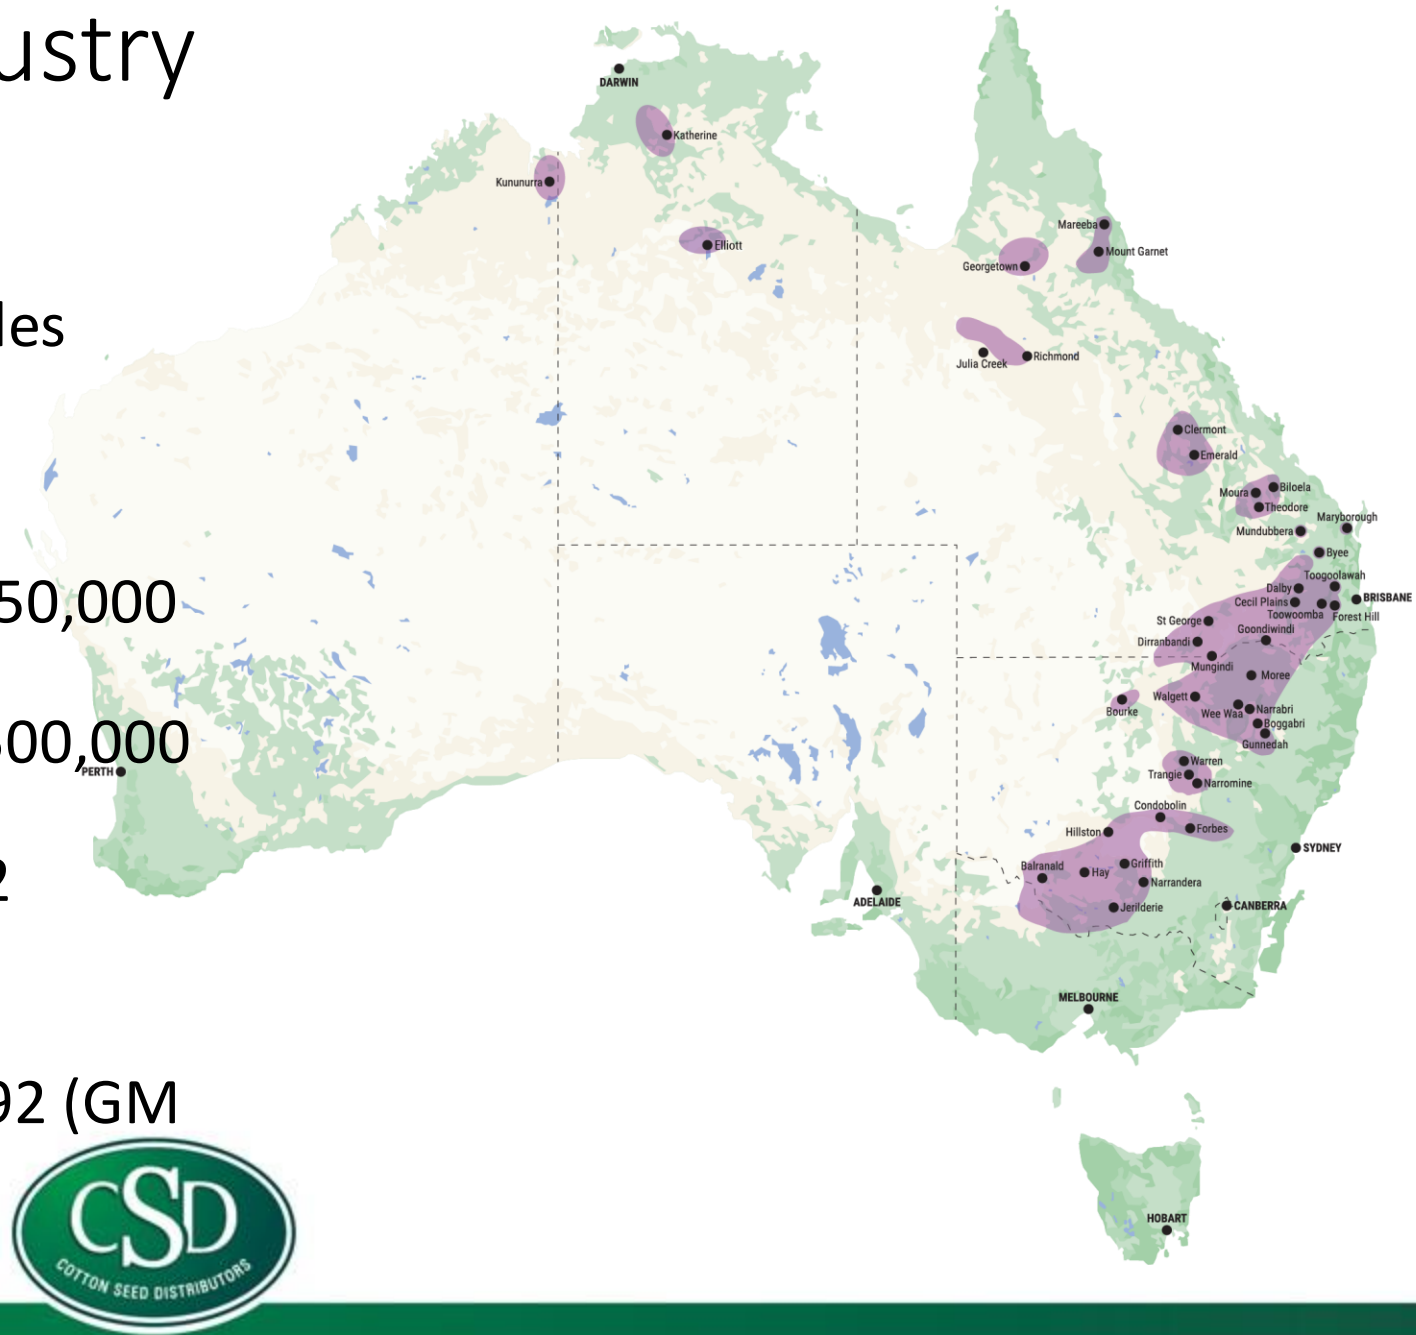 ustry
les
50,000
00,000
2
92 (GM
DARWIN
Katherine
Kununurra
Elliott
Mareeba
Mount Garnet
Georgetown
Julia Creek
Richmond
Clermont
Emerald
Moura
Biloela
Theodore
Mundubbera
Maryborough
Byee
Toogoolawah
Dalby
Cecil Plains
BRISBANE
Toowoomba
Forest Hill
St George
Goondiwindi
Dirranbandi
Mungindi
Moree
Walgett
Bourke
Wee Waa
Narrabri
Boggabri
Gunnedah
Warren
Trangie
Narromine
Condobolin
Hillston
Forbes
SYDNEY
Balranald
Hay
Griffith
Narrandera
Jerilderie
CANBERRA
PERTH
ADELAIDE
MELBOURNE
HOBART
CSD
COTTON SEED DISTRIBUTORS